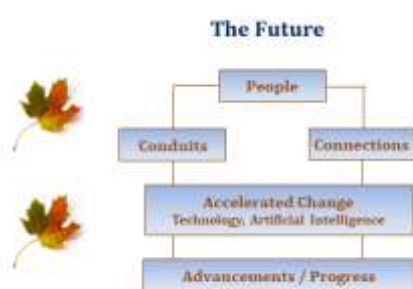 The Future
People
Conduits
Connections
Accelerated Change
Technology, Artificial Intelligence
Advancements / Progress